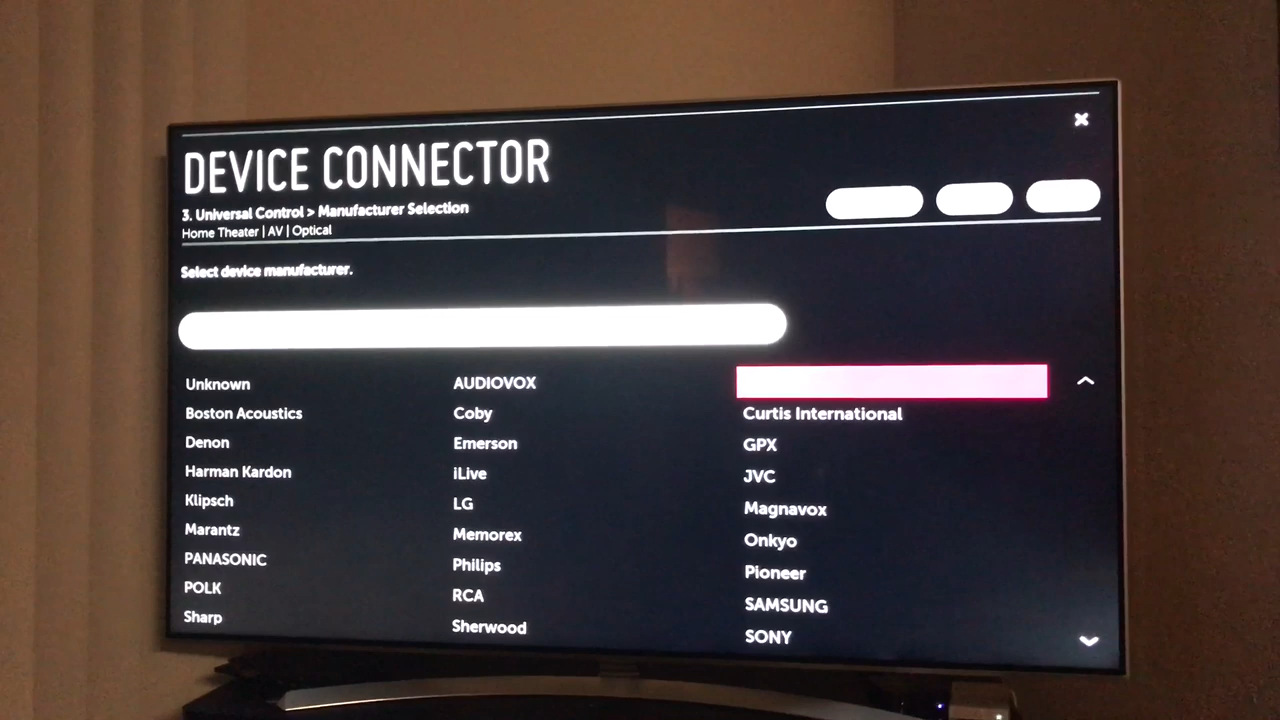 DEVICE CONNECTOR
3. Universal Control > Manufacturer Selection
Home Theater | AV | Optical
Select device manufacturer.
Unknown AUDIOVOX
Boston Acoustics Coby Curtis International
Denon Emerson GPX
Harman Kardon iLive JVC
Klipsch LG Magnavox
Marantz Memorex Onkyo
PANASONIC Philips Pioneer
POLK RCA SAMSUNG
Sharp Sherwood SONY